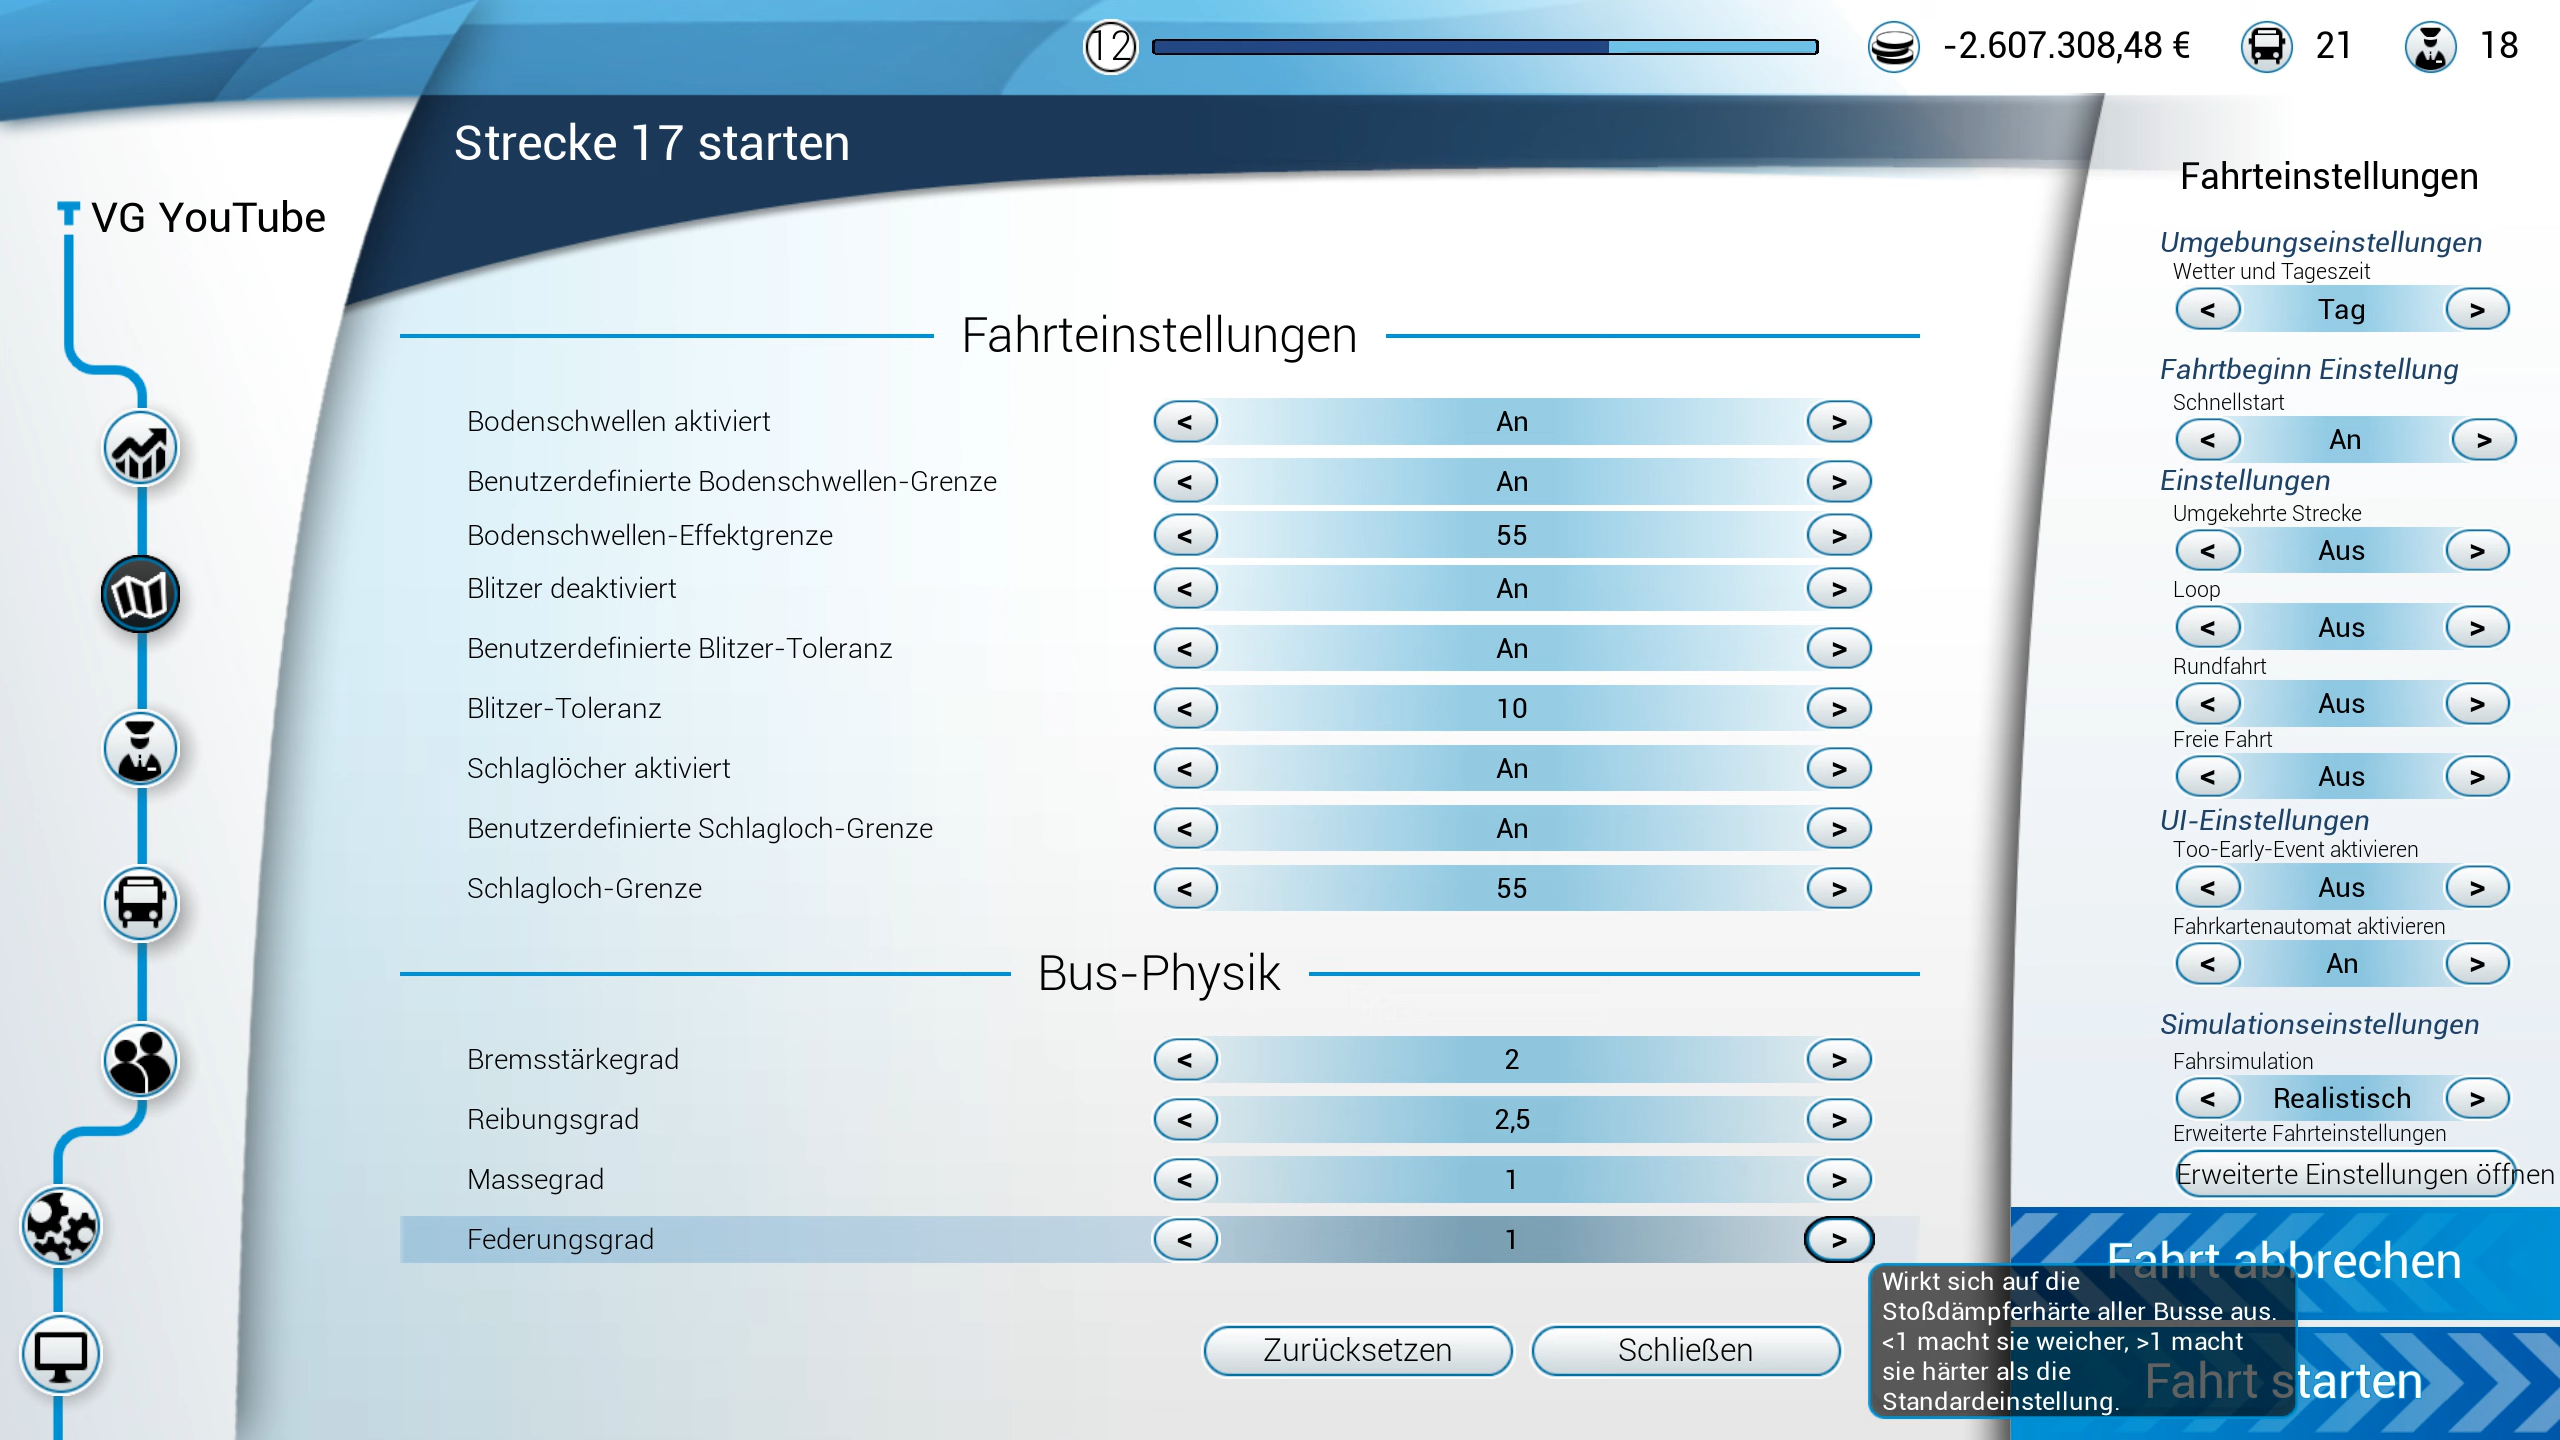 12
-2.607.308,48 €
21
18
Strecke 17 starten
VG YouTube
Fahrteinstellungen
Bodenschwellen aktiviert < An >
Benutzerdefinierte Bodenschwellen-Grenze < An >
Bodenschwellen-Effektgrenze < 55 >
Blitzer deaktiviert < An >
Benutzerdefinierte Blitzer-Toleranz < An >
Blitzer-Toleranz < 10 >
Schlaglöcher aktiviert < An >
Benutzerdefinierte Schlagloch-Grenze < An >
Schlagloch-Grenze < 55 >
Bus-Physik
Bremsstärkegrad < 2 >
Reibungsgrad < 2,5 >
Massegrad < 1 >
Federungsgrad < 1 >
Zurücksetzen
Schließen
Fahrteinstellungen
Umgebungseinstellungen
Wetter und Tageszeit
< Tag >
Fahrtbeginn Einstellung
Schnellstart
< An >
Einstellungen
Umgekehrte Strecke
< Aus >
Loop
< Aus >
Rundfahrt
< Aus >
Freie Fahrt
< Aus >
UI-Einstellungen
Too-Early-Event aktivieren
< Aus >
Fahrkartenautomat aktivieren
< An >
Simulationseinstellungen
Fahrsimulation
< Realistisch >
Erweiterte Fahrteinstellungen
Erweiterte Einstellungen öffnen
Fahrt abbrechen
Fahrt starten
Wirkt sich auf die
Stoßdämpferhärte aller Busse aus.
<1 macht sie weicher, >1 macht
sie härter als die
Standardeinstellung.